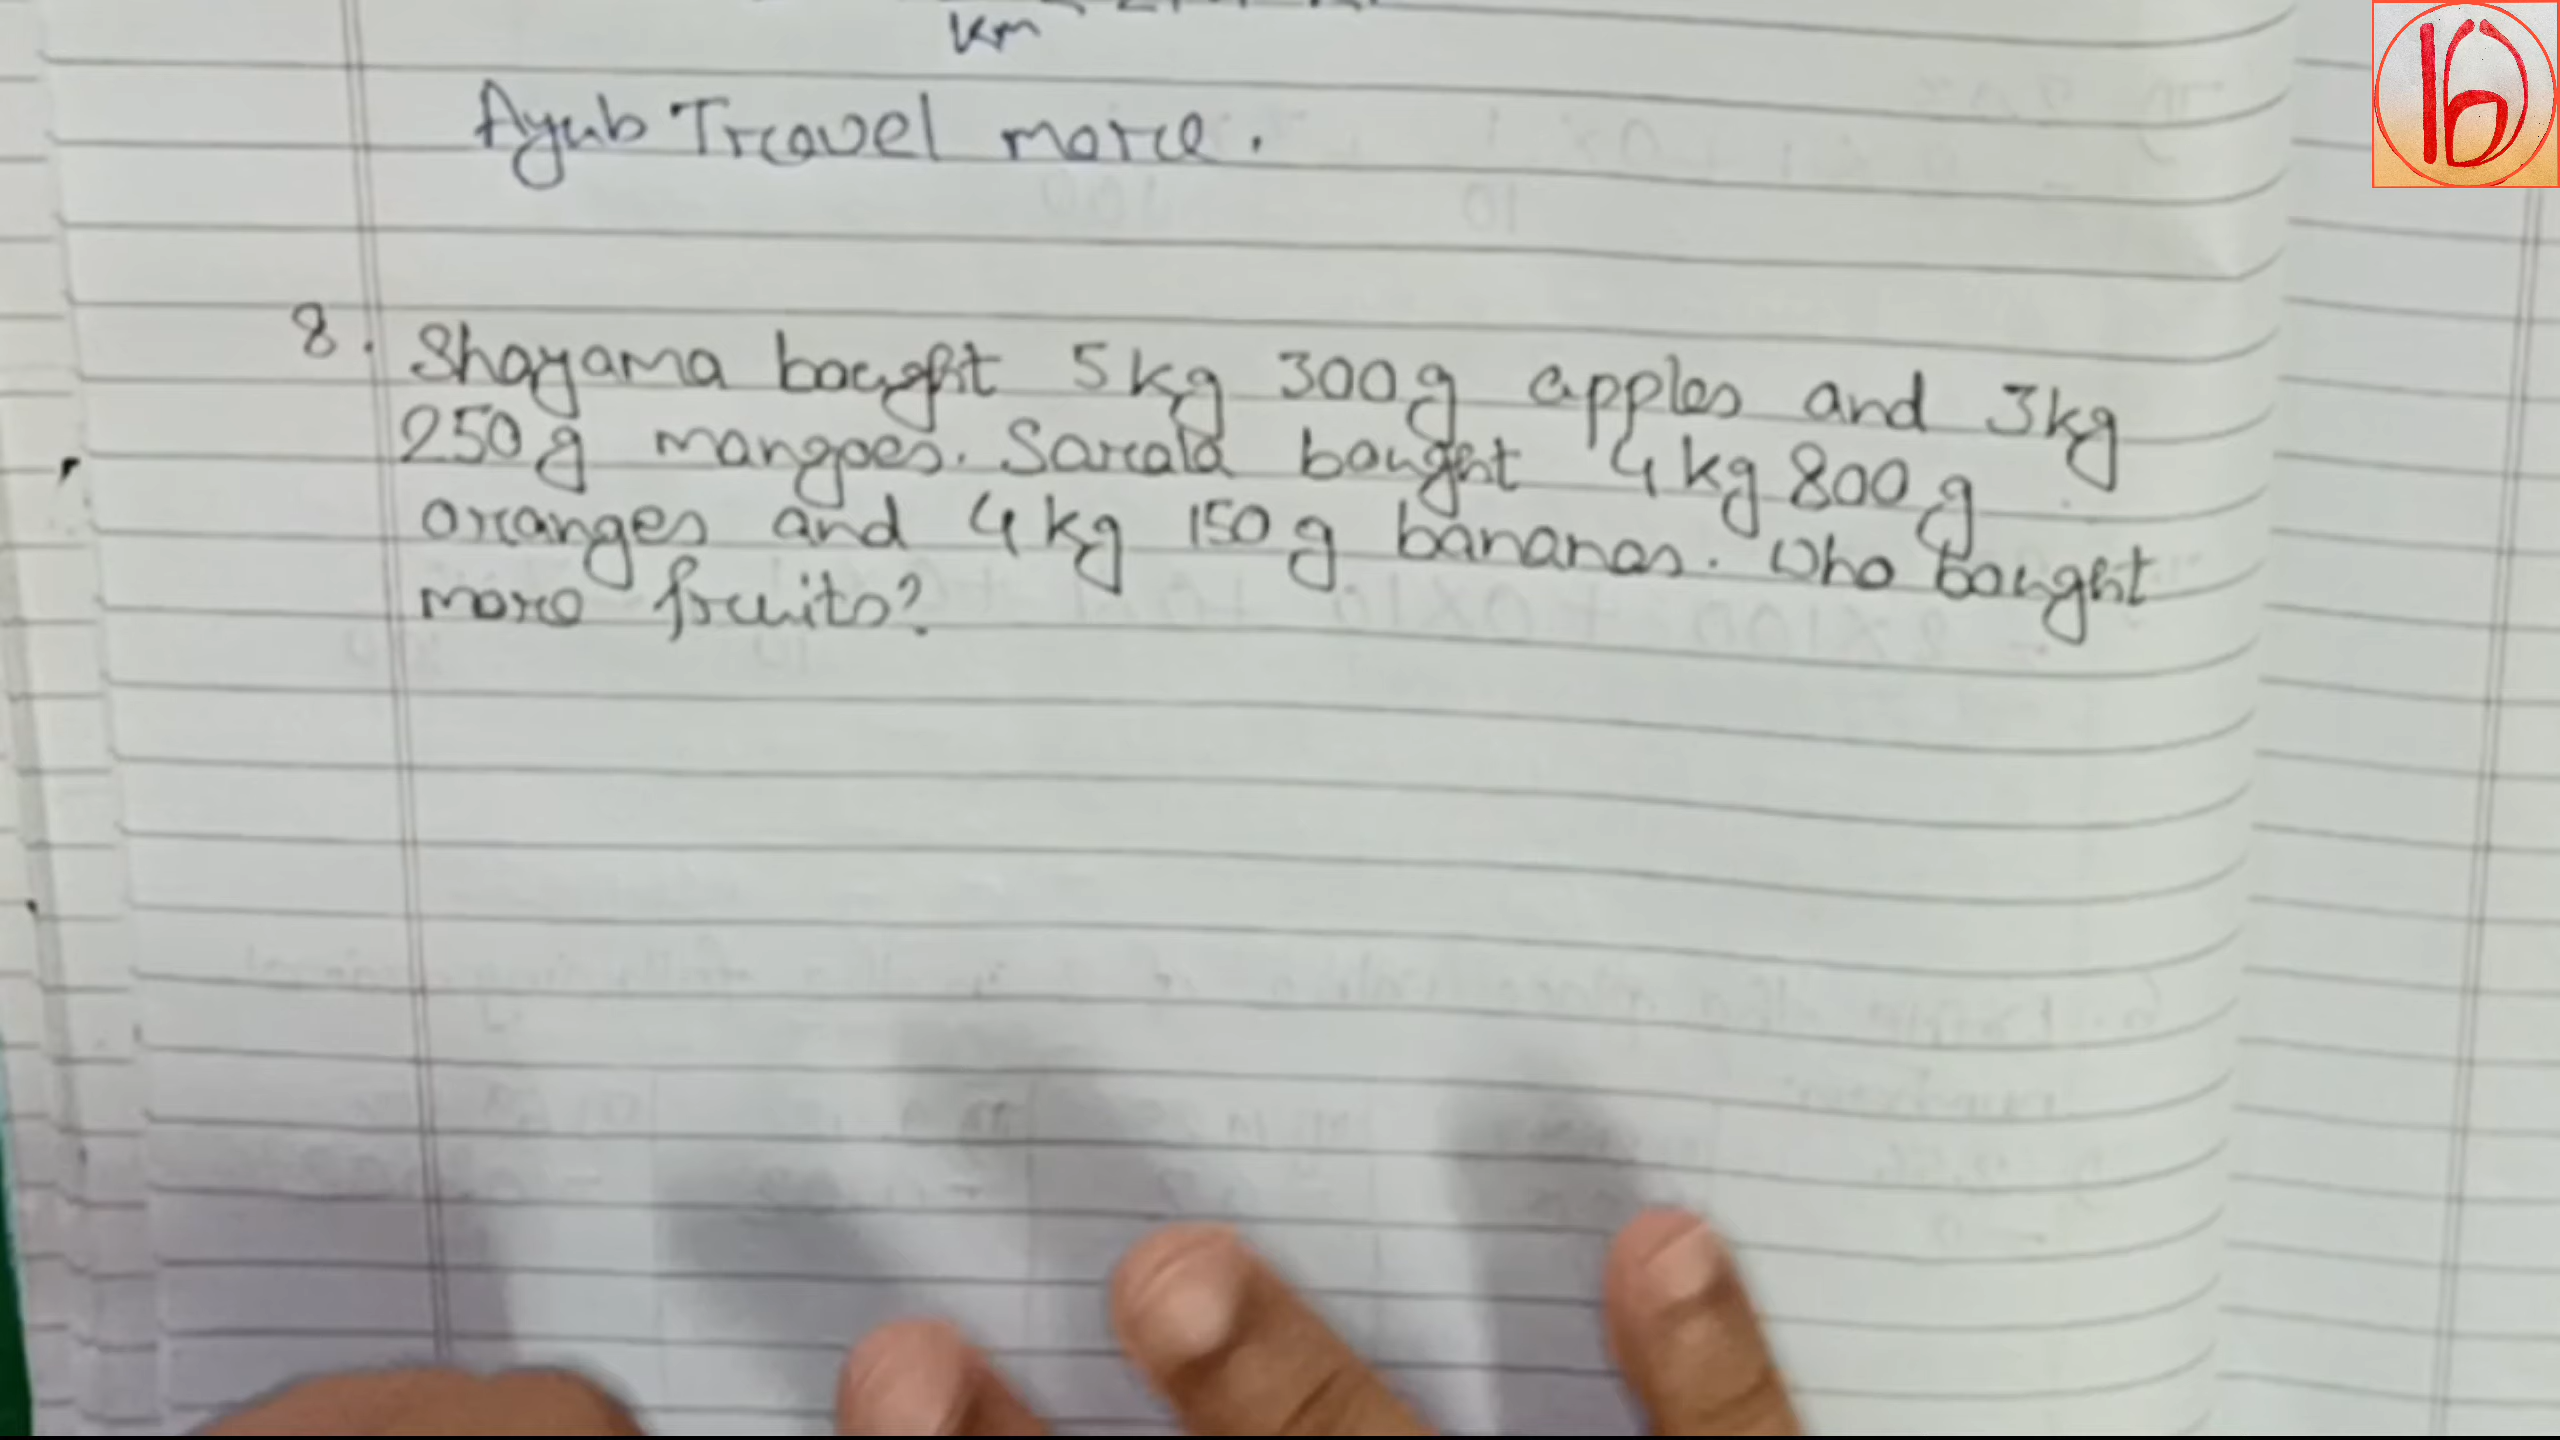 km
Ayub Travel more.
8. Shayama bought 5kg 300g apples and 3kg
250g mangoes. Sarala bought 4kg 800g
oranges and 4kg 150g bananas. Who bought
more fruits?